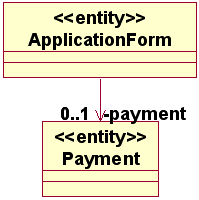 <<entity>>
ApplicationForm
0..1 -payment
<<entity>>
Payment